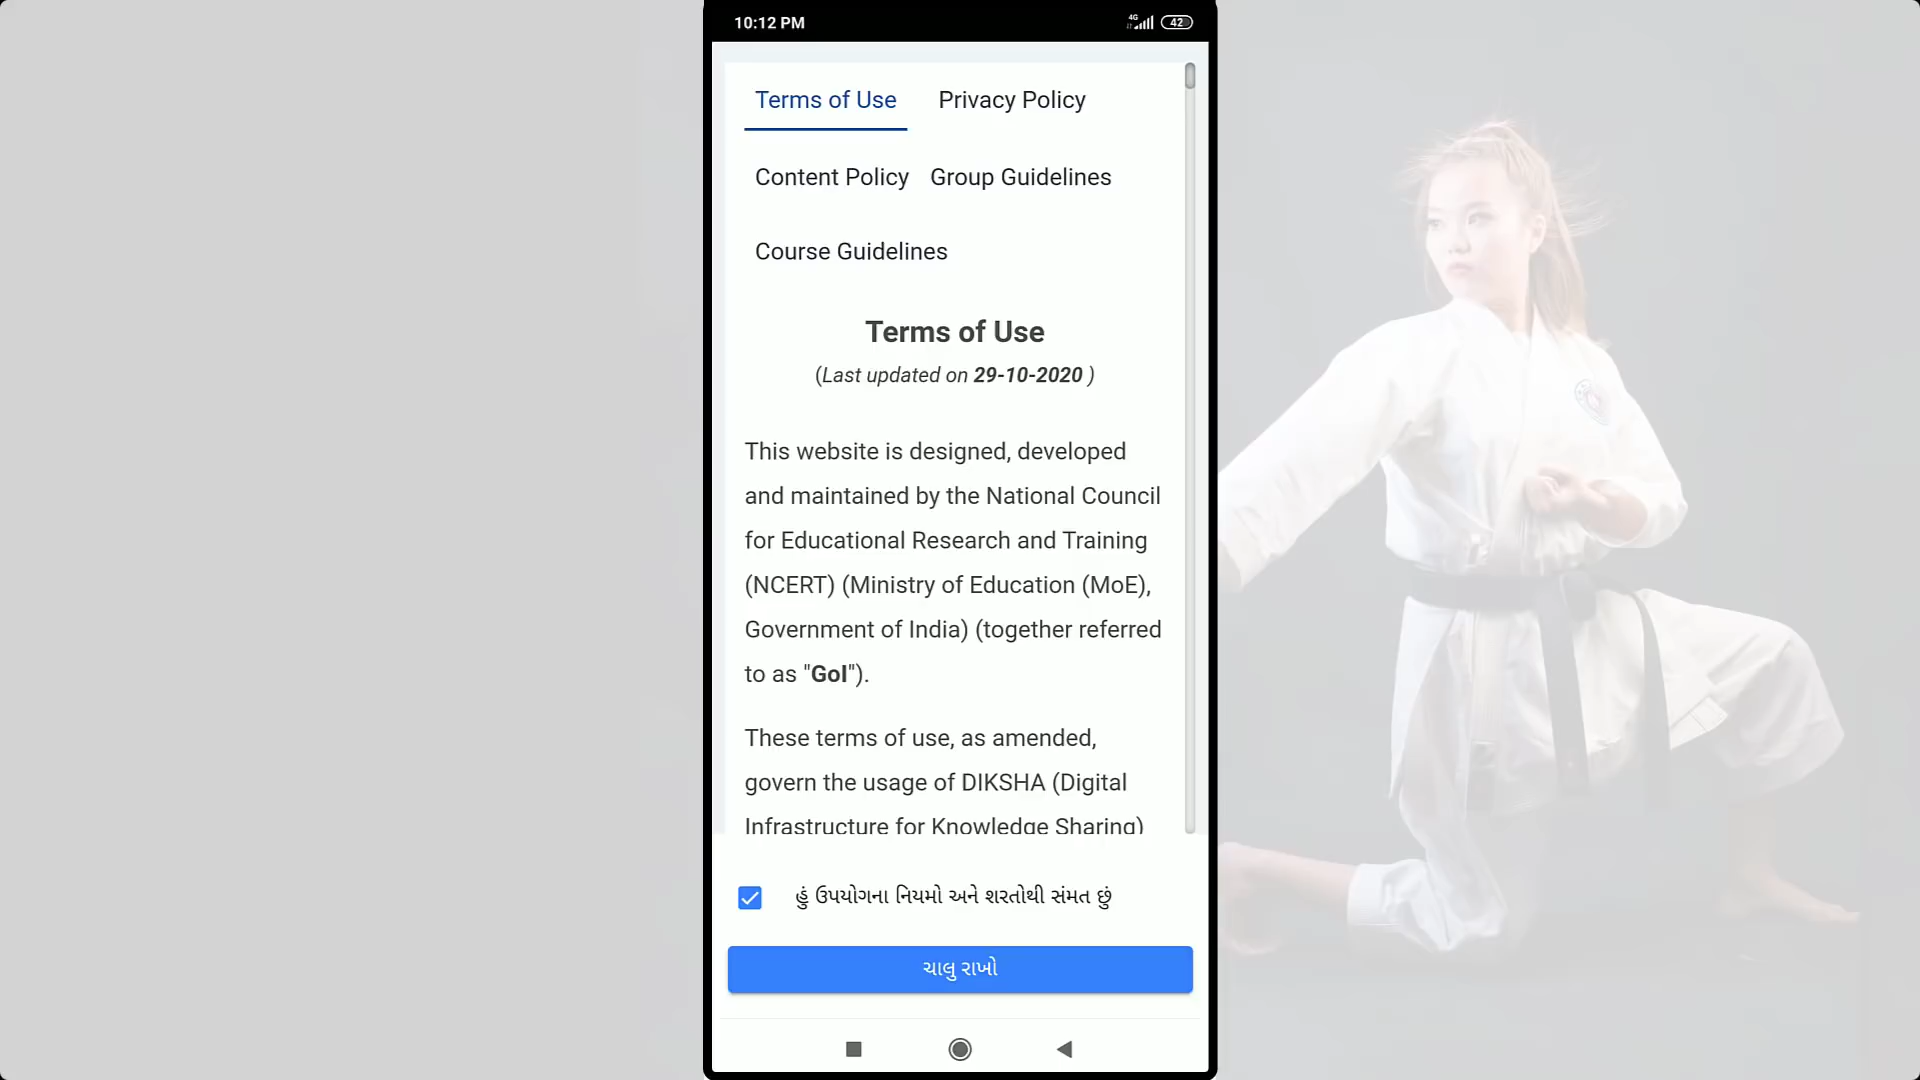 10:12 PM
4G
42
Terms of Use
Privacy Policy
Content Policy
Group Guidelines
Course Guidelines
Terms of Use
(Last updated on 29-10-2020 )
This website is designed, developed
and maintained by the National Council
for Educational Research and Training
(NCERT) (Ministry of Education (MoE),
Government of India) (together referred
to as "GoI").
These terms of use, as amended,
govern the usage of DIKSHA (Digital
Infrastructure for Knowledge Sharing)
હું ઉપયોગના નિયમો અને શરતોથી સંમત છું
ચાલુ રાખો